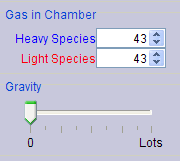 Gas in Chamber
Heavy Species 43
Light Species 43
Gravity
0 Lots